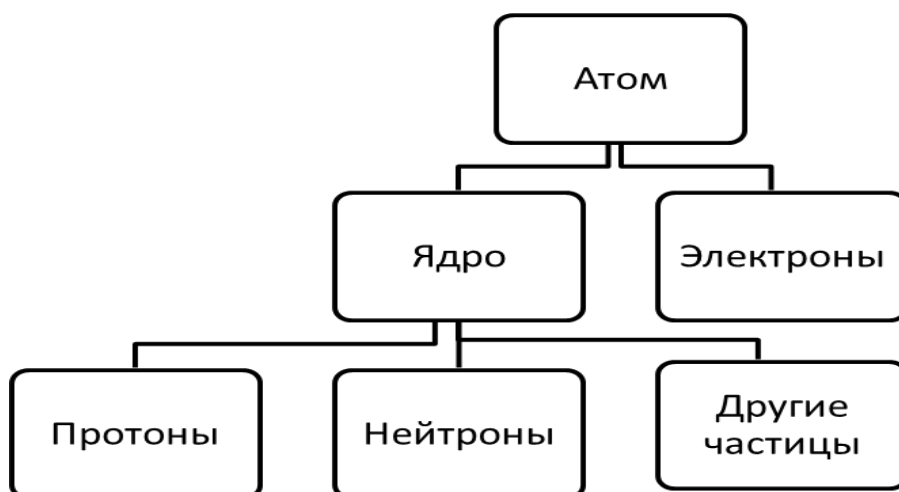 Атом
Ядро
Электроны
Протоны
Нейтроны
Другие
частицы